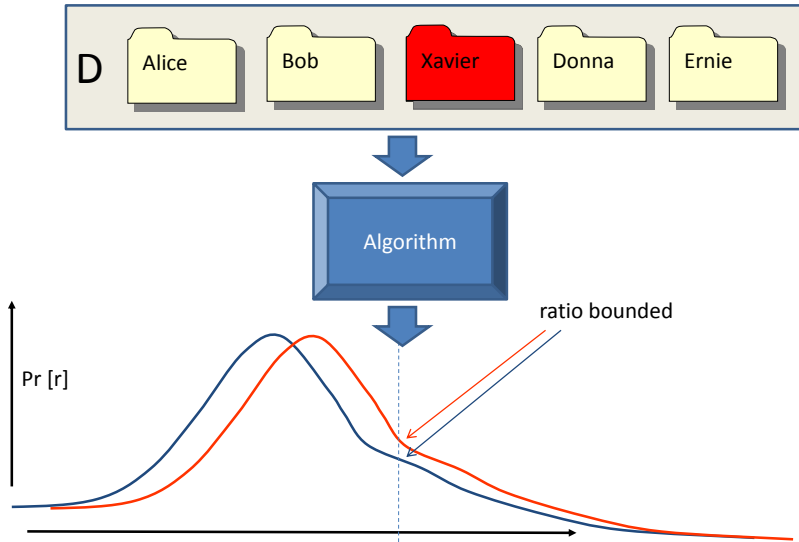 D
Alice
Bob
Xavier
Donna
Ernie
Algorithm
ratio bounded
Pr [r]